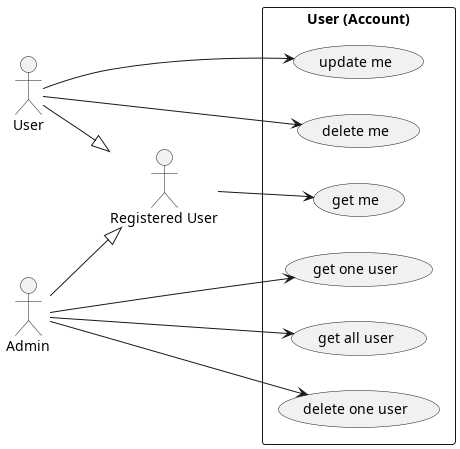 User (Account)
update me
User
delete me
get me
Registered User
get one user
Admin
get all user
delete one user